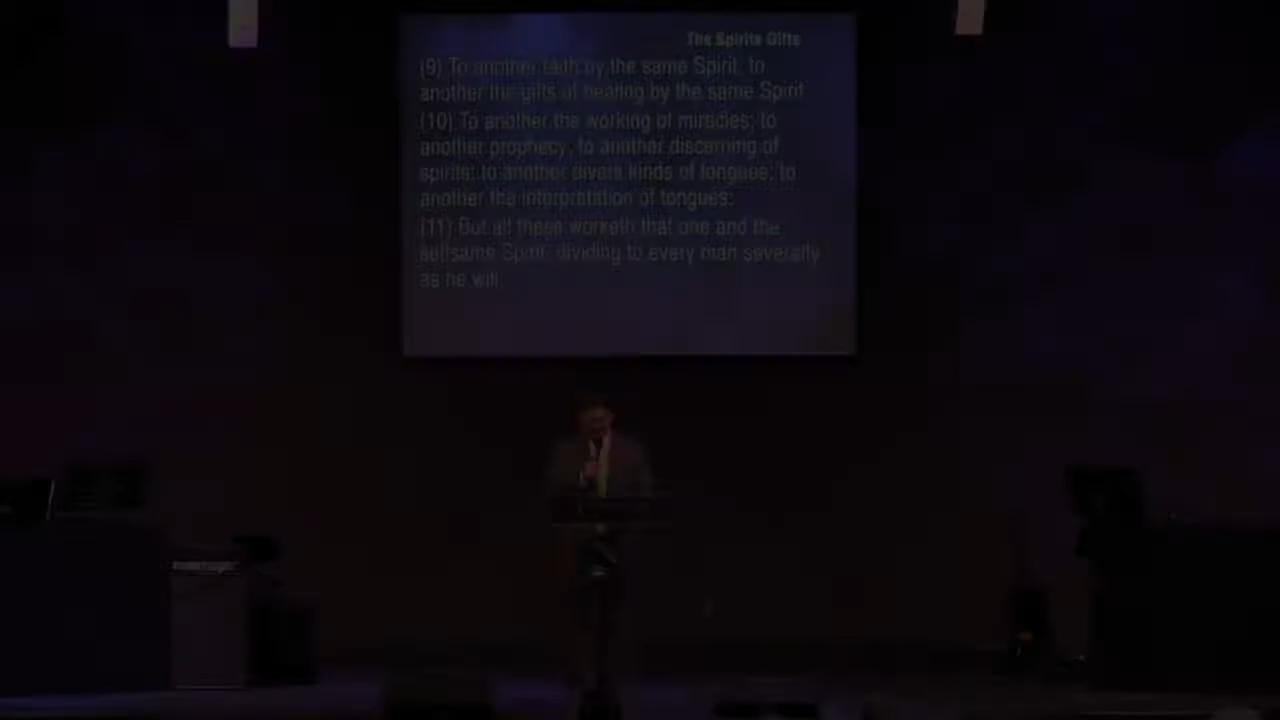 The Spirits Gifts
(9) To another faith by the same Spirit; to
another the gifts of healing by the same Spirit
(10) To another the working of miracles; to
another prophecy; to another discerning of
spirits; to another divers kinds of tongues; to
another the interpretation of tongues:
(11) But all these worketh that one and the
selfsame Spirit, dividing to every man severally
as he will.